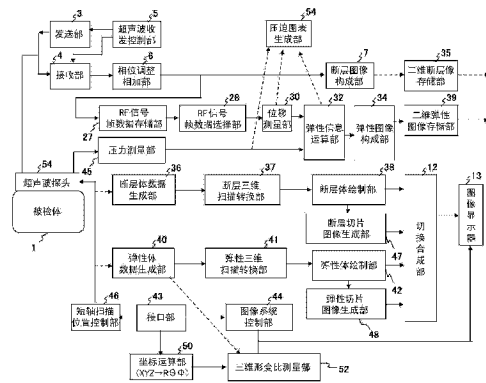 3
5
54
发送部
超声波收
发控制部
压迫图表
生成部
4
6
7
35
接收部
相位调整
相加部
断层图像
构成部
二维断层像
存储部
28
30
32
34
39
RF信号
帧数据存储部
RF信号
帧数据选择部
位移
测量部
弹性信息
运算部
弹性图像
构成部
二维弹性
图像存储部
27
压力测量部
45
54
超声波探头
36
37
38
12
13
断层体数据
生成部
断层三维
扫描转换部
断层体绘制部
切换合成部
图像显示器
被检体
断层切片
图像生成部
1
40
41
47
弹性体
数据生成部
弹性三维
扫描转换部
弹性体绘制部
42
46
43
44
弹性切片
图像生成部
短轴扫描
位置控制部
接口部
图像系统
控制部
48
50
坐标运算部
(XYZ→RΘΦ)
三维形变比测量部
52